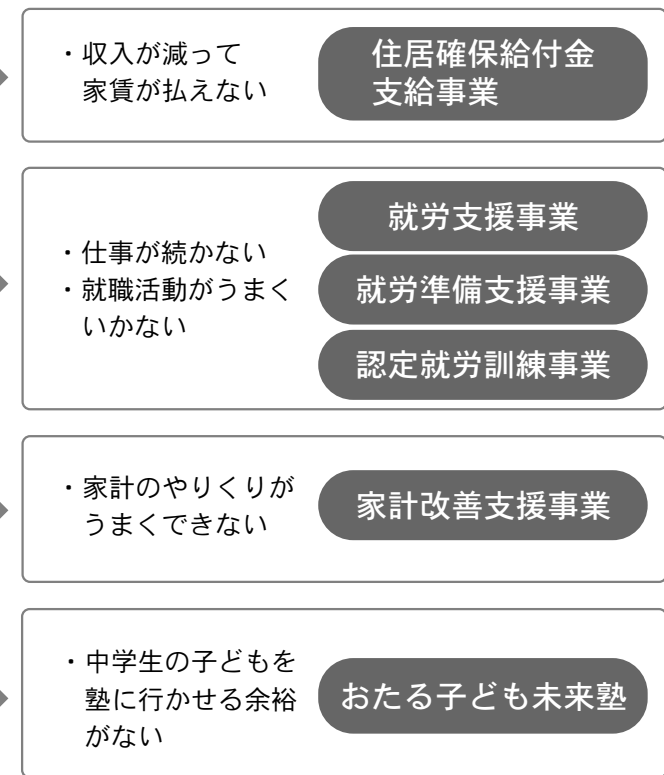 ・収入が減って
家賃が払えない
住居確保給付金
支給事業
・仕事が続かない
・就職活動がうまく
いかない
就労支援事業
就労準備支援事業
認定就労訓練事業
・家計のやりくりが
うまくできない
家計改善支援事業
・中学生の子どもを
塾に行かせる余裕
がない
おたる子ども未来塾